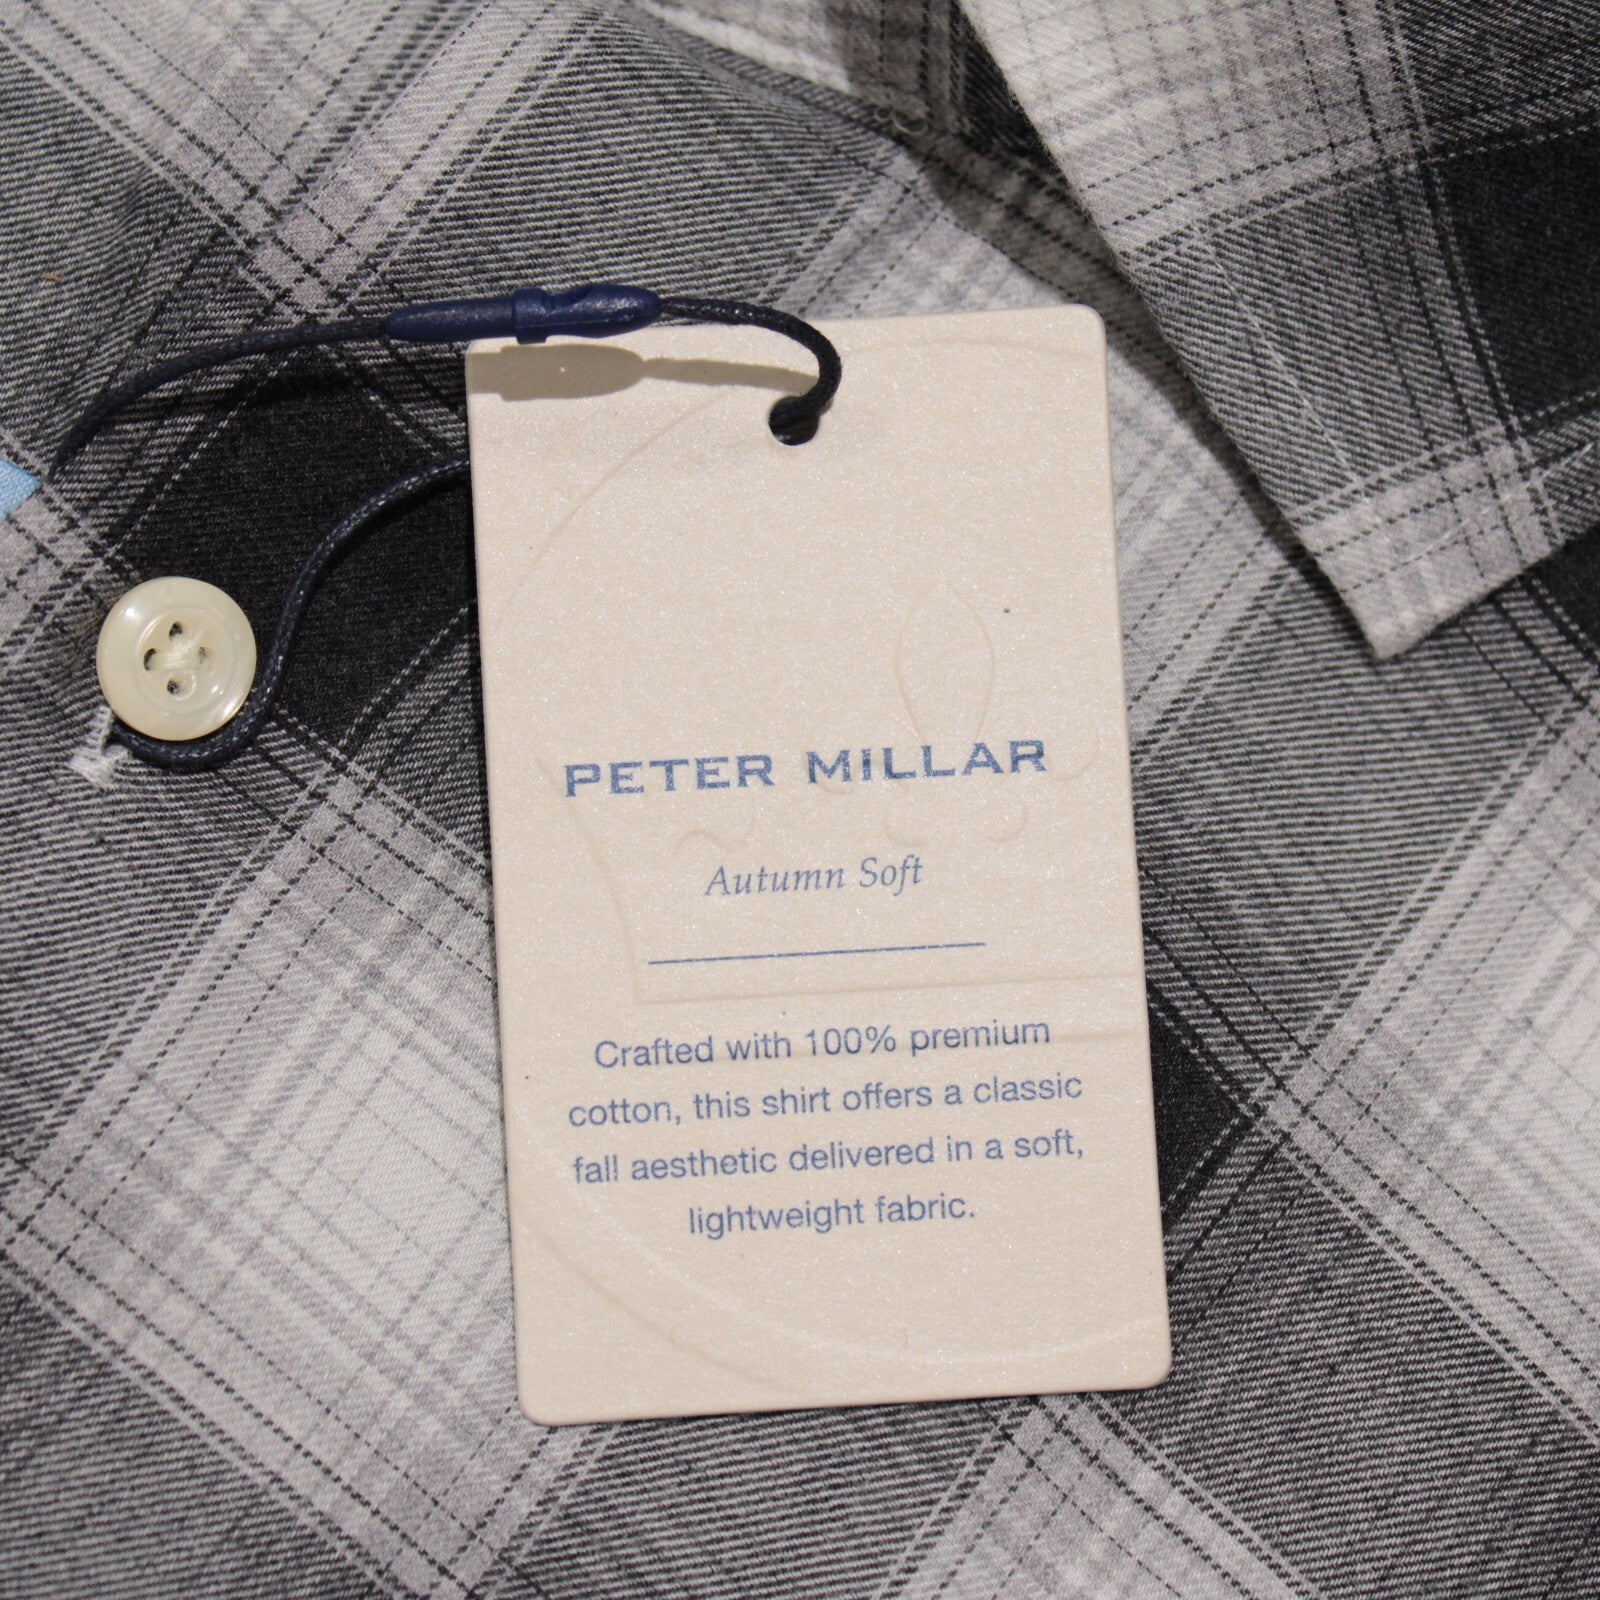 PETER MILLAR
Autumn Soft
Crafted with 100% premium
cotton, this shirt offers a classic
fall aesthetic delivered in a soft,
lightweight fabric.